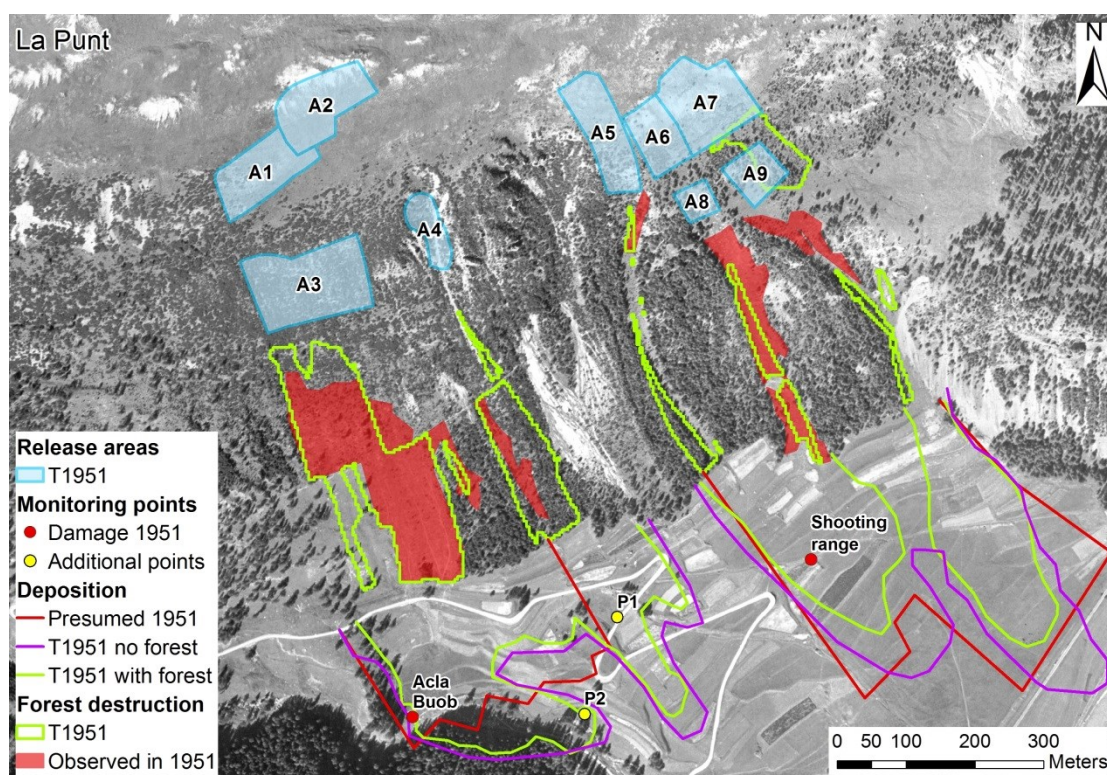 La Punt
N
A2
A7
A5
A6
A1
A9
A8
A4
A3
Release areas
T1951
Monitoring points
Damage 1951
Additional points
Deposition
Presumed 1951
T1951 no forest
T1951 with forest
Forest destruction
T1951
Observed in 1951
Shooting
range
P1
Acla
Buob
P2
0 50 100 200 300
Meters